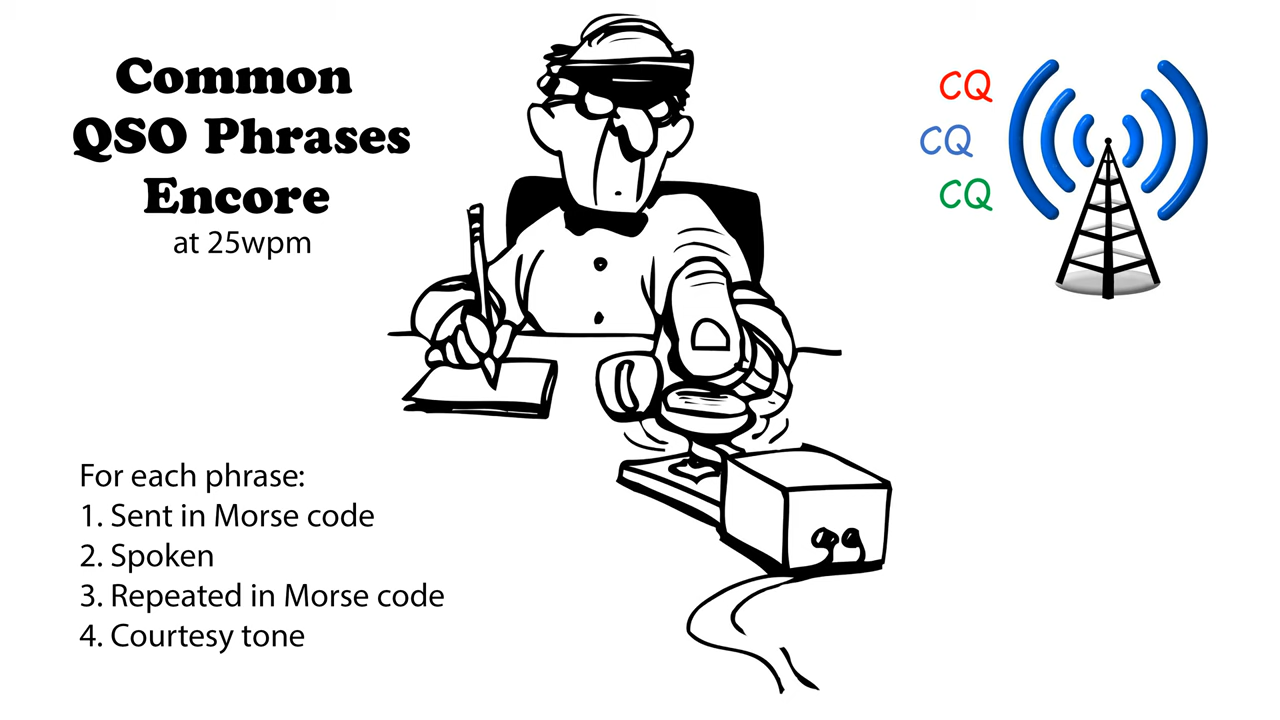 Common
QSO Phrases
Encore
at 25wpm
CQ
CQ
CQ
For each phrase:
1. Sent in Morse code
2. Spoken
3. Repeated in Morse code
4. Courtesy tone